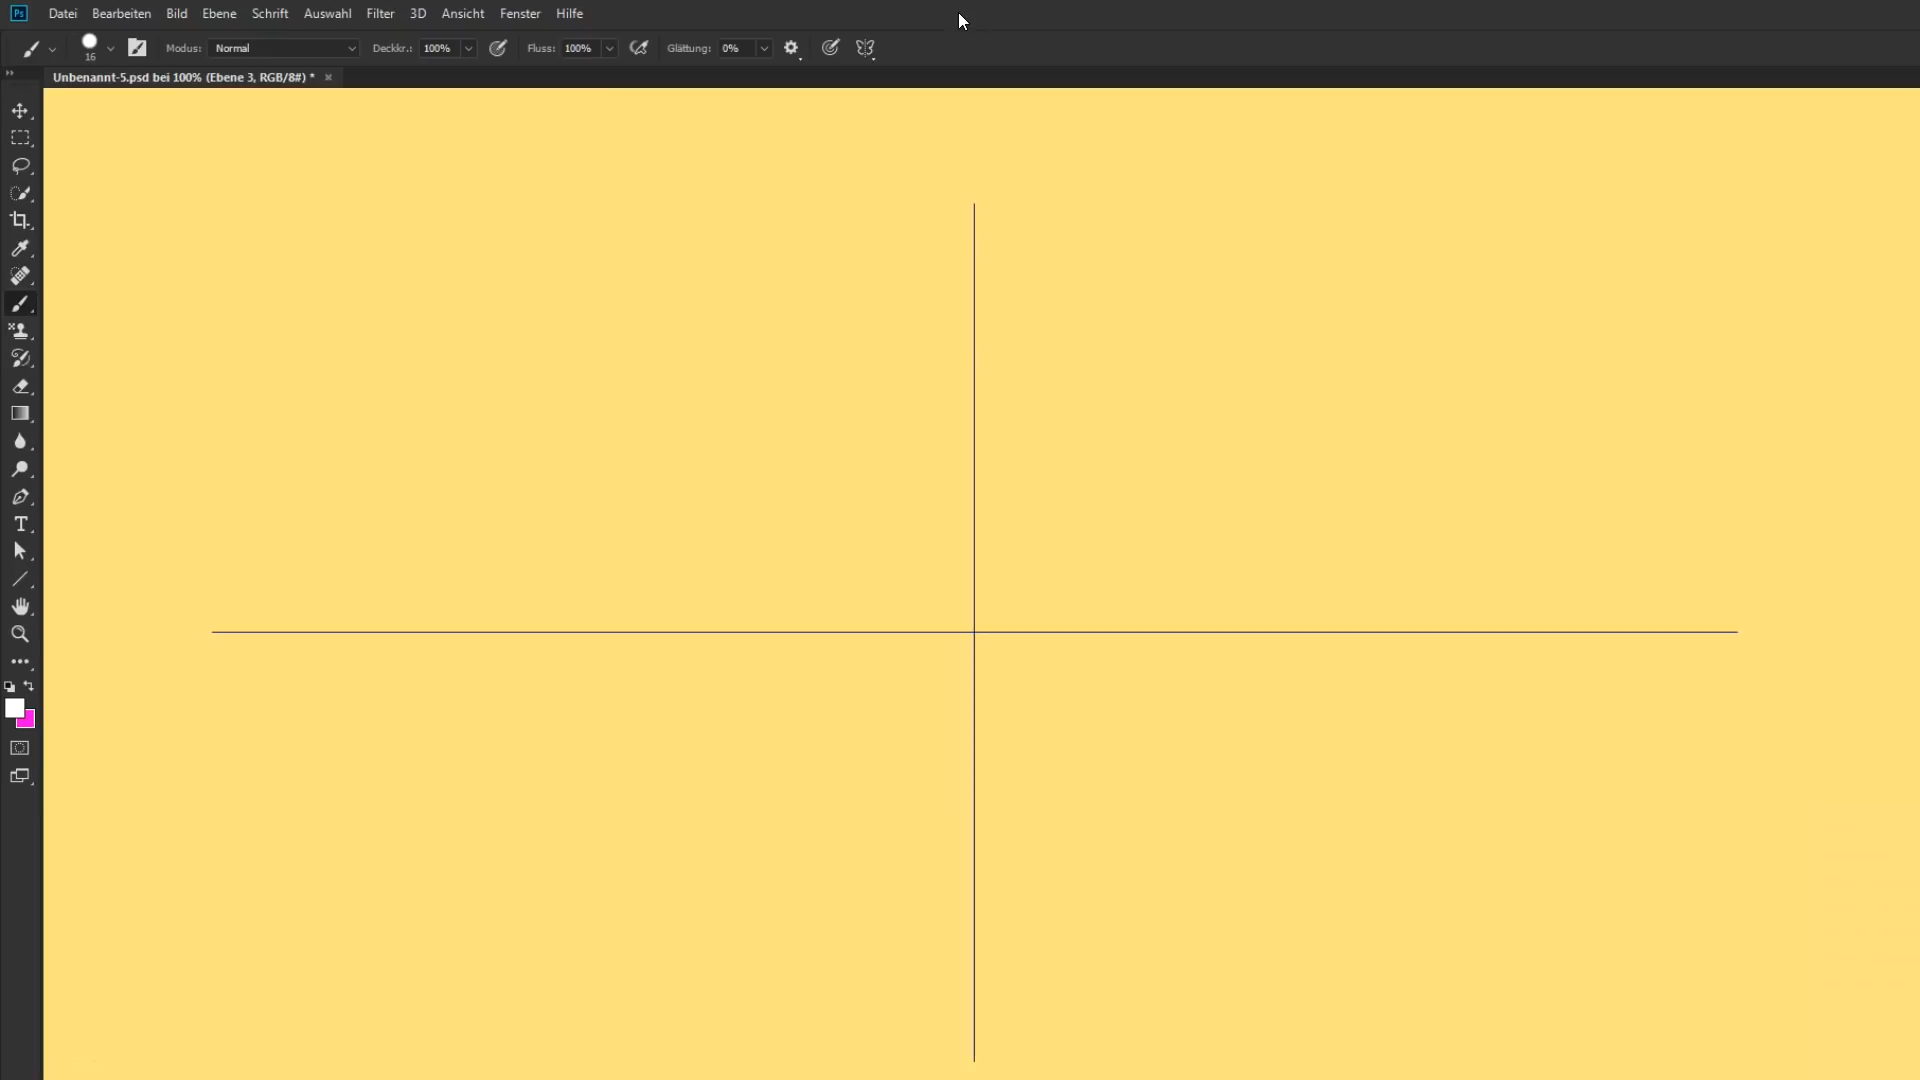 Ps Datei Bearbeiten Bild Ebene Schrift Auswahl Filter 3D Ansicht Fenster Hilfe
16 Modus: Normal Deckkr.: 100% Fluss: 100% Glättung: 0%
Unbenannt-5.psd bei 100% (Ebene 3, RGB/8#) *